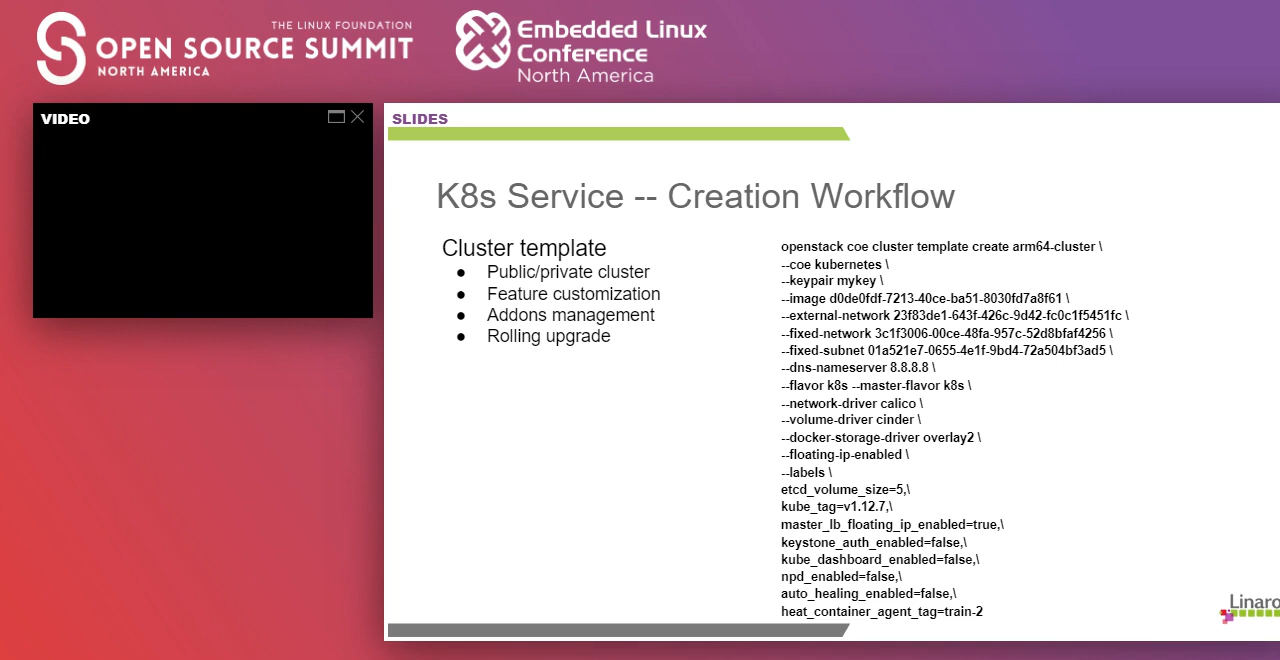 THE LINUX FOUNDATION
OPEN SOURCE SUMMIT
NORTH AMERICA
Embedded Linux
Conference
North America
VIDEO
SLIDES
K8s Service -- Creation Workflow
Cluster template
● Public/private cluster
● Feature customization
● Addons management
● Rolling upgrade
openstack coe cluster template create arm64-cluster \
--coe kubernetes \
--keypair mykey \
--image d0de0fdf-7213-40ce-ba51-8030fd7a8f61 \
--external-network 23f83de1-643f-426c-9d42-fc0c1f5451fc \
--fixed-network 3c1f3006-00ce-48fa-957c-52d8bfaf4256 \
--fixed-subnet 01a521e7-0655-4e1f-9bd4-72a504bf3ad5 \
--dns-nameserver 8.8.8.8 \
--flavor k8s --master-flavor k8s \
--network-driver calico \
--volume-driver cinder \
--docker-storage-driver overlay2 \
--floating-ip-enabled \
--labels \
etcd_volume_size=5,\
kube_tag=v1.12.7,\
master_lb_floating_ip_enabled=true,\
keystone_auth_enabled=false,\
kube_dashboard_enabled=false,\
npd_enabled=false,\
auto_healing_enabled=false,\
heat_container_agent_tag=train-2
Linaro